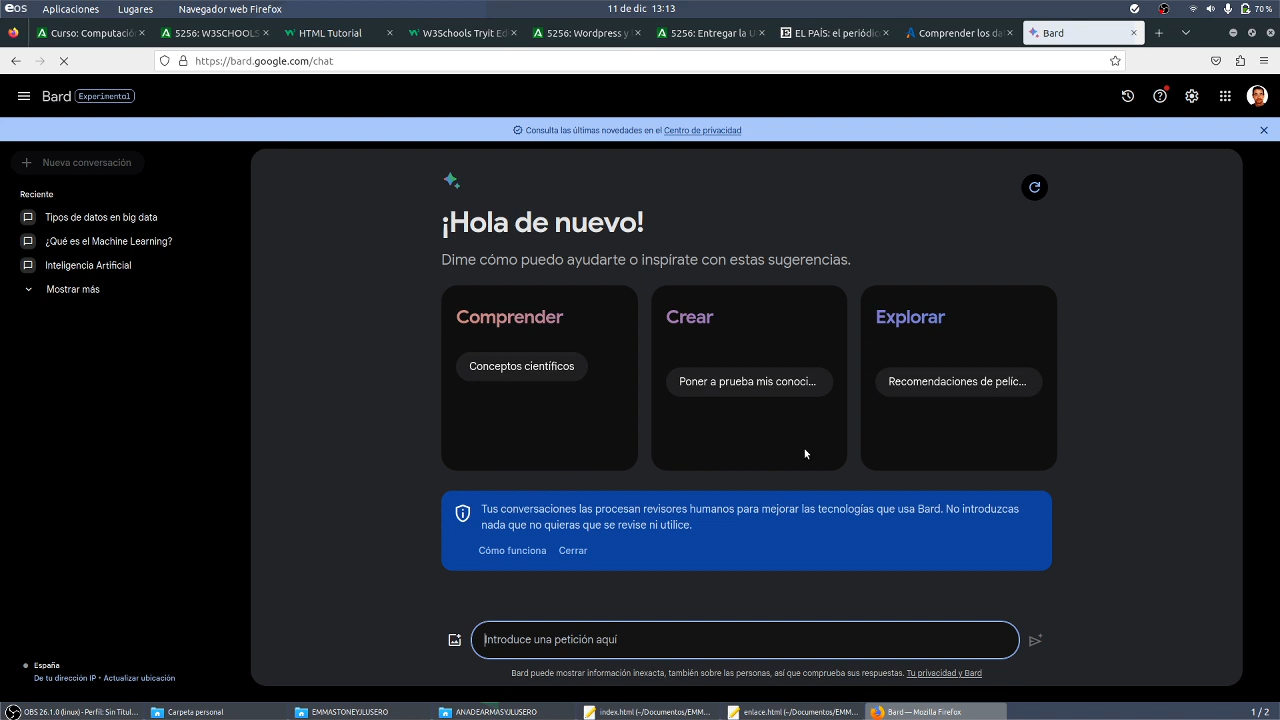 eos Aplicaciones Lugares Navegador web Firefox 11 de dic 13:13 70 %
Curso: Computación 5256: W3SCHOOLS HTML Tutorial W3Schools Tryit Ed 5256: Wordpress y 5256: Entregar la U EL PAÍS: el periódic Comprender los da Bard
https://bard.google.com/chat
Bard Experimental
Consulta las últimas novedades en el Centro de privacidad
Nueva conversación
Reciente
Tipos de datos en big data
¿Qué es el Machine Learning?
Inteligencia Artificial
Mostrar más
¡Hola de nuevo!
Dime cómo puedo ayudarte o inspírate con estas sugerencias.
Comprender
Conceptos científicos
Crear
Poner a prueba mis conoci...
Explorar
Recomendaciones de pelíc...
Tus conversaciones las procesan revisores humanos para mejorar las tecnologías que usa Bard. No introduzcas
nada que no quieras que se revise ni utilice.
Cómo funciona Cerrar
Introduce una petición aquí
Bard puede mostrar información inexacta, también sobre las personas, así que comprueba sus respuestas. Tu privacidad y Bard
España
De tu dirección IP • Actualizar ubicación
OBS 26.1.0 (linux) - Perfil: Sin Titul... Carpeta personal EMMASTONEYJLUSERO ANADEARMASYJLUSERO index.html (~/Documentos/EMM... enlace.html (~/Documentos/EMM... Bard — Mozilla Firefox 1 / 2